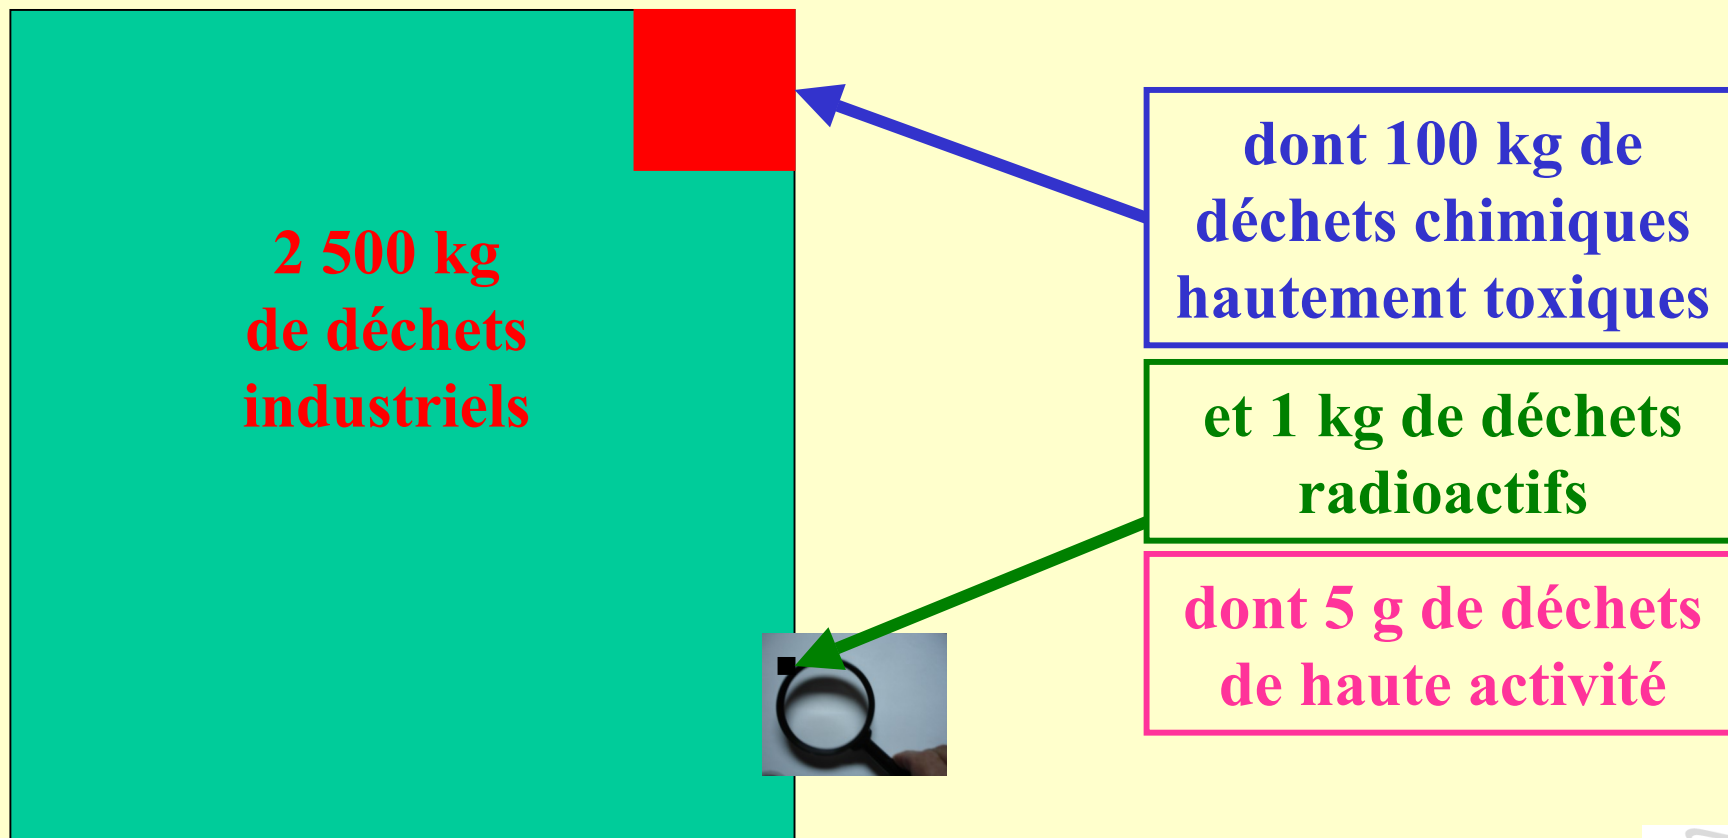 2 500 kg
de déchets
industriels
dont 100 kg de
déchets chimiques
hautement toxiques
et 1 kg de déchets
radioactifs
dont 5 g de déchets
de haute activité